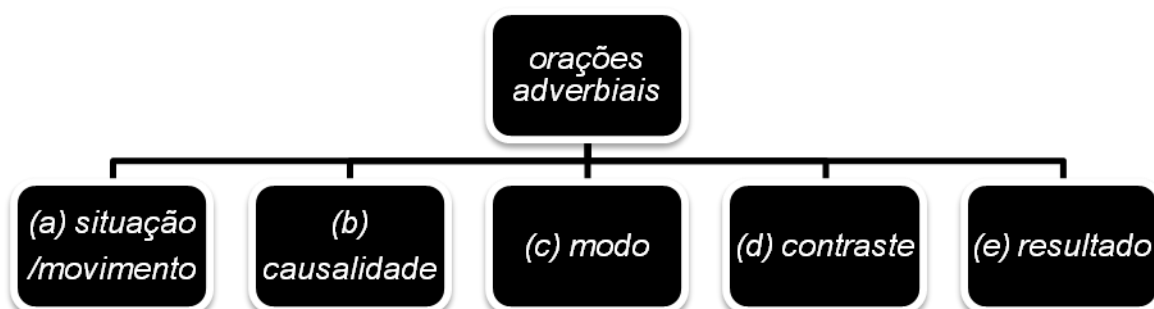 orações
adverbiais
(a) situação
/movimento
(b)
causalidade
(c) modo
(d) contraste
(e) resultado